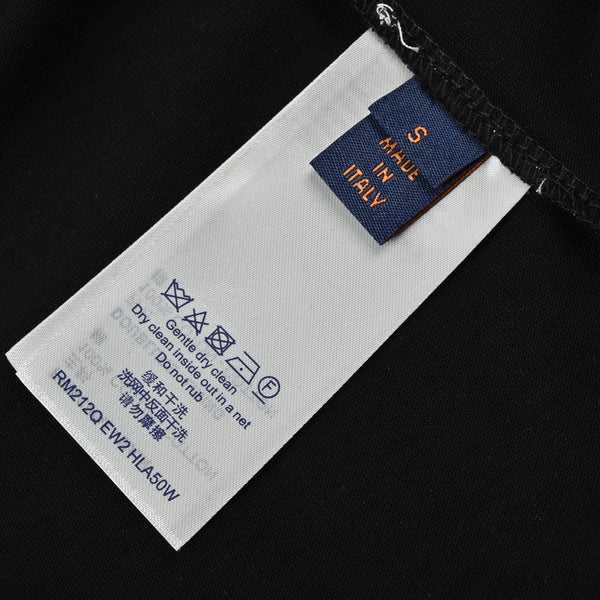 S
MADE
IN
ITALY
F
Gentle dry clean
Dry clean inside out in a net
Do not rub
缓和干洗
洗网中反面干洗
请勿摩擦
RM212Q EW2 HLA50W